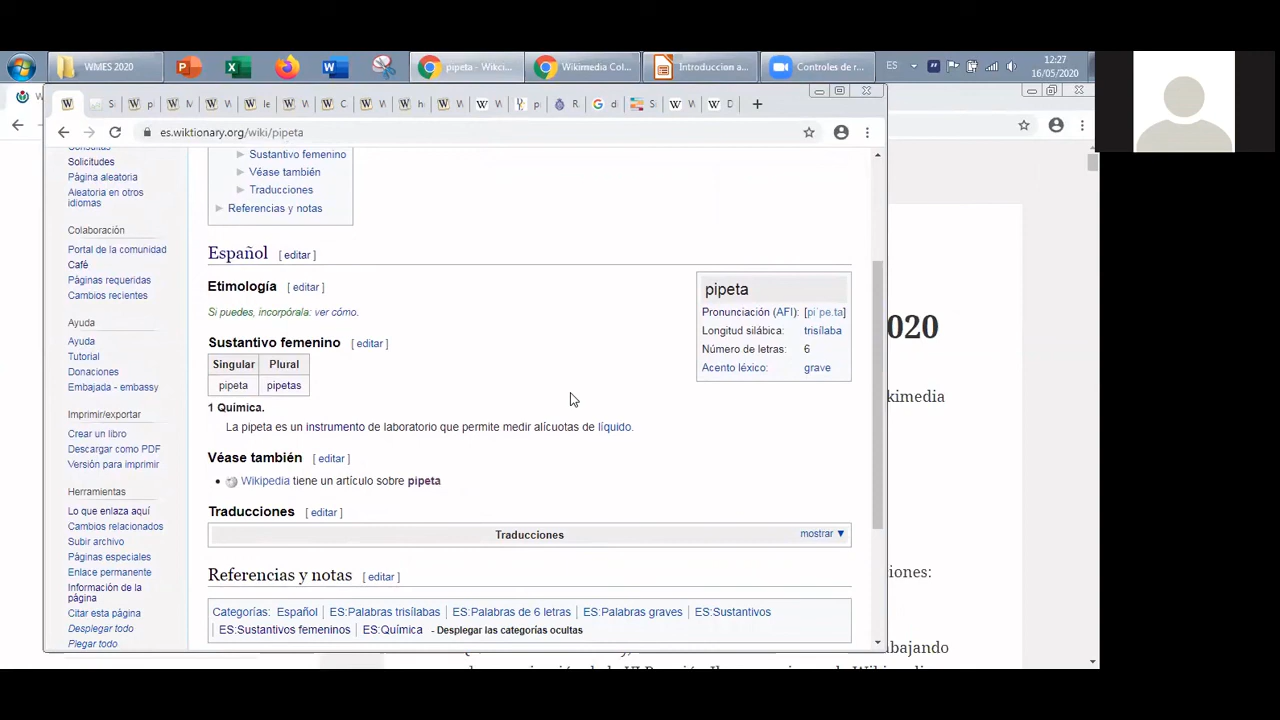 WMES 2020
pipeta - Wikci...
Wikimedia Col...
Introduccion a...
Controles de r...
ES
12:27
16/05/2020
es.wiktionary.org/wiki/pipeta
Consultas
Solicitudes
Página aleatoria
Aleatoria en otros
idiomas
Colaboración
Portal de la comunidad
Café
Páginas requeridas
Cambios recientes
Ayuda
Ayuda
Tutorial
Donaciones
Embajada - embassy
Imprimir/exportar
Crear un libro
Descargar como PDF
Versión para imprimir
Herramientas
Lo que enlaza aquí
Cambios relacionados
Subir archivo
Páginas especiales
Enlace permanente
Información de la
página
Citar esta página
Desplegar todo
Plegar todo
Sustantivo femenino
Véase también
Traducciones
Referencias y notas
Español [ editar ]
Etimología [ editar ]
Si puedes, incorpórala: ver cómo.
Sustantivo femenino [ editar ]
Singular Plural
pipeta pipetas
1 Química.
La pipeta es un instrumento de laboratorio que permite medir alícuotas de líquido.
Véase también [ editar ]
• Wikipedia tiene un artículo sobre pipeta
Traducciones [ editar ]
Traducciones mostrar ▼
Referencias y notas [ editar ]
Categorías: Español | ES:Palabras trisílabas | ES:Palabras de 6 letras | ES:Palabras graves | ES:Sustantivos
| ES:Sustantivos femeninos | ES:Química - Desplegar las categorías ocultas
pipeta
Pronunciación (AFI): [piˈpe.ta]
Longitud silábica: trisílaba
Número de letras: 6
Acento léxico: grave
020
kimedia
iones:
abajando